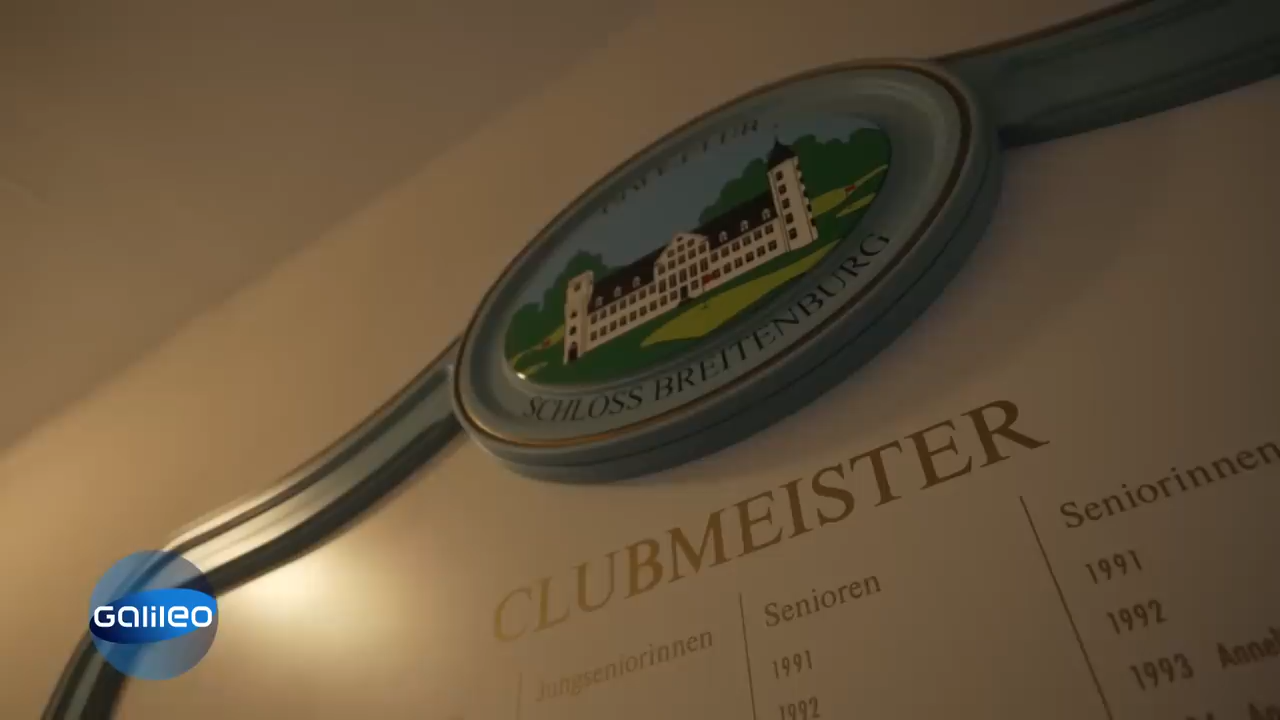 SCHLOSS BREITENBURG
CLUBMEISTER
Jungseniorinnen
Senioren
1991
1992
Seniorinnen
1991
1992
1993
GaLiLEO